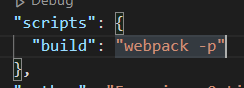 Debug
"scripts": {
"build": "webpack -p"
},